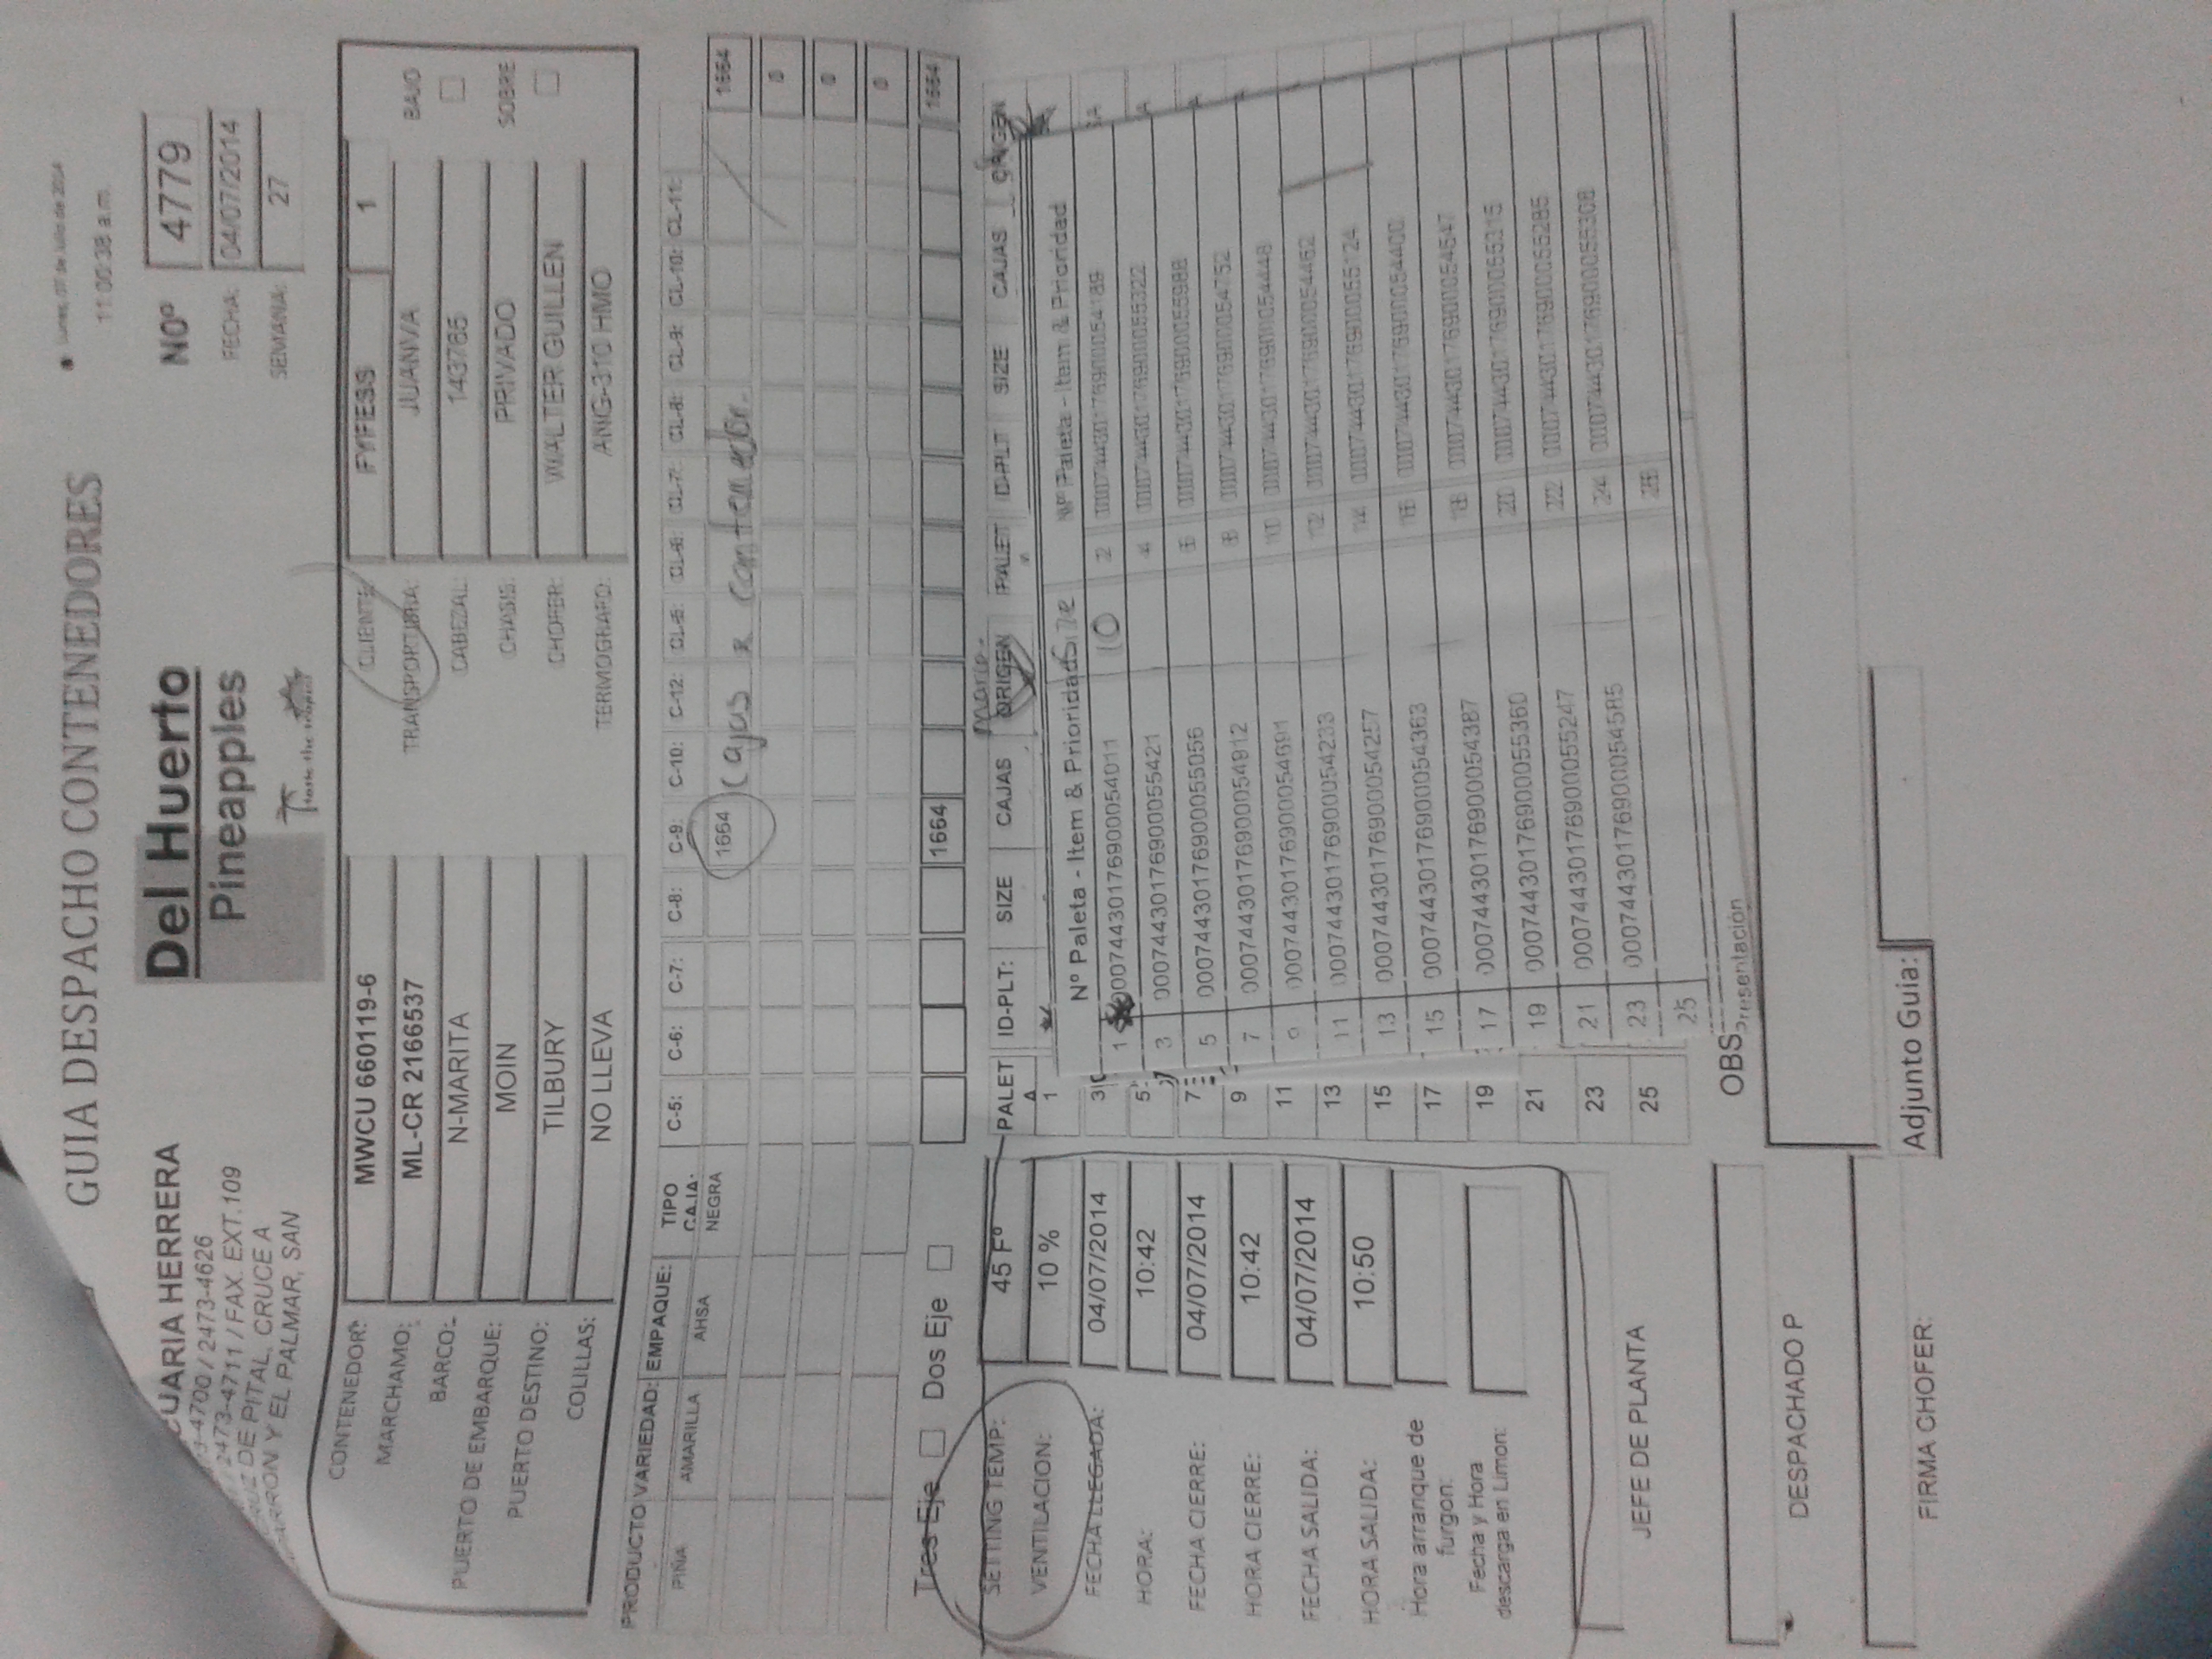 GUIA DESPACHO CONTENEDORES
Lunes, 07 de Julio de 2014
11:00:38 a.m.
CUARIA HERRERA
3-4700 / 2473-4626
2473-4711 / FAX. EXT.109
RUZ DE PITAL, CRUCE A
ARRON Y EL PALMAR, SAN
Del Huerto
Pineapples
taste the tropics
NOº 4779
FECHA: 04/07/2014
SEMANA: 27
CONTENEDOR: MWCU 660119-6 CLIENTE: FYFESS 1
MARCHAMO: ML-CR 2166537 TRANSPORTISRA: JUANVA BAJO
BARCO: N-MARITA CABEZAL: 143765
PUERTO DE EMBARQUE: MOIN CHASIS: PRIVADO SOBRE
PUERTO DESTINO: TILBURY CHOFER: WALTER GUILLEN
COLILLAS: NO LLEVA TERMOGRAFO: ANG-310 HMO
PRODUCTO VARIEDAD: EMPAQUE: TIPO CAJA: C-5: C-6: C-7: C-8: C-9: C-10: C-12: CL-5: CL-6: CL-7: CL-8: CL-9: CL-10: CL-11:
PIÑA AMARILLA AHSA NEGRA 1664 cajas x contenedor. 1664
0
0
0
Tres Eje Dos Eje 1664 1664
SETTING TEMP: 45 Fº
VENTILACION: 10 %
FECHA LLEGADA: 04/07/2014
HORA: 10:42
FECHA CIERRE: 04/07/2014
HORA CIERRE: 10:42
FECHA SALIDA: 04/07/2014
HORA SALIDA: 10:50
Hora arranque de
furgon:
Fecha y Hora
descarga en Limon:
JEFE DE PLANTA
DESPACHADO P
FIRMA CHOFER:
PALET A ID-PLT: SIZE CAJAS ORIGEN PALET ID-PLT SIZE CAJAS ORIGEN
1
3
5
7
9
11
13
15
17
19
21
23
25
Nº Paleta - Item & Prioridad Size Nº Paleta - Item & Prioridad
1 00074430176900054011 10 2 00074430176900054189
3 00074430176900055421 4 00074430176900055322
5 00074430176900055056 6 00074430176900055988
7 00074430176900054912 8 00074430176900054752
9 00074430176900054691 10 00074430176900054448
11 00074430176900054233 12 00074430176900054462
13 00074430176900054257 14 00074430176900055124
15 00074430176900054363 16 00074430176900054400
17 00074430176900054387 18 00074430176900054547
19 00074430176900055360 20 00074430176900055315
21 00074430176900055247 22 00074430176900055285
23 00074430176900054585 24 00074430176900055308
25 26
OBS
Presentación
Adjunto Guia: